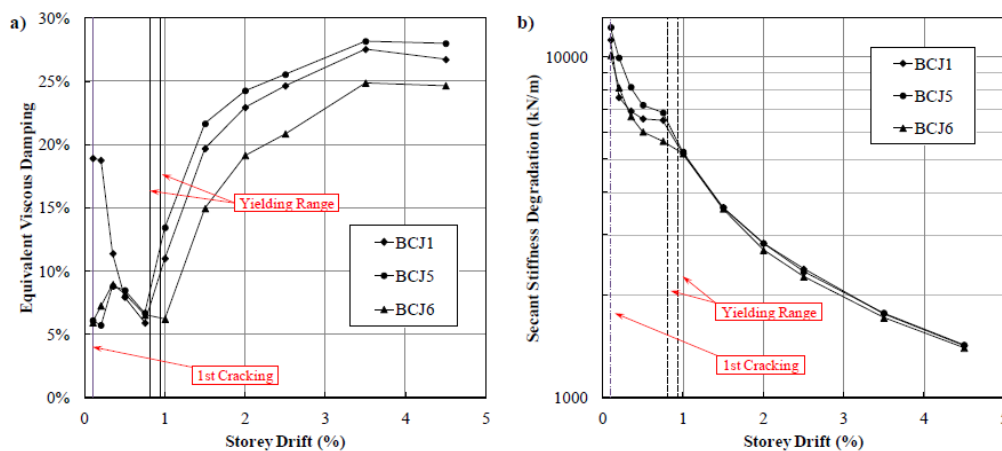 a)
30%
25%
20%
15%
10%
5%
0%
Equivalent Viscous Damping
Yielding Range
BCJ1
BCJ5
BCJ6
1st Cracking
0 1 2 3 4 5
Storey Drift (%)
b)
10000
1000
Secant Stiffness Degradation (kN/m)
BCJ1
BCJ5
BCJ6
Yielding Range
1st Cracking
0 1 2 3 4 5
Storey Drift (%)